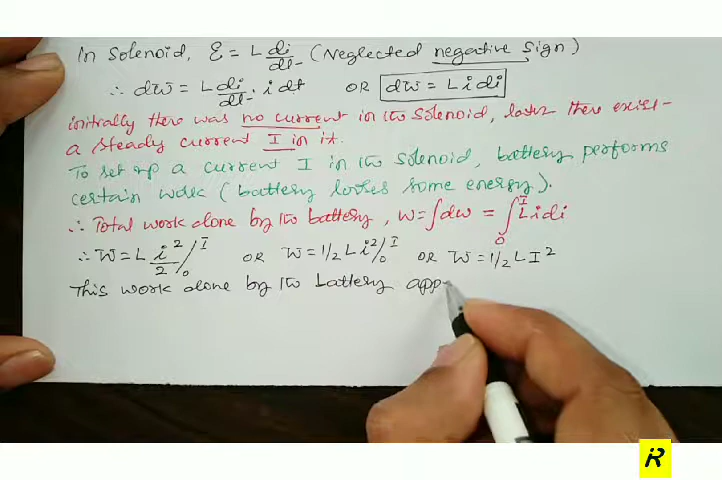 In Solenoid, Ɛ = L di/dt (Neglected negative sign)
∴ dw = L di/dt . i dt OR dw = L i di
initially there was no current in the solenoid, later there exist
a steady current I in it.
To set up a current I in the solenoid, battery performs
certain work (battery losses some energy).
∴ Total work done by the battery, w = ∫dw = ∫₀ᴵ L i di
∴ W = L i²/2 /₀ᴵ OR W = 1/2 L i²/₀ᴵ OR W = 1/2 L I²
This work done by the battery app
iR